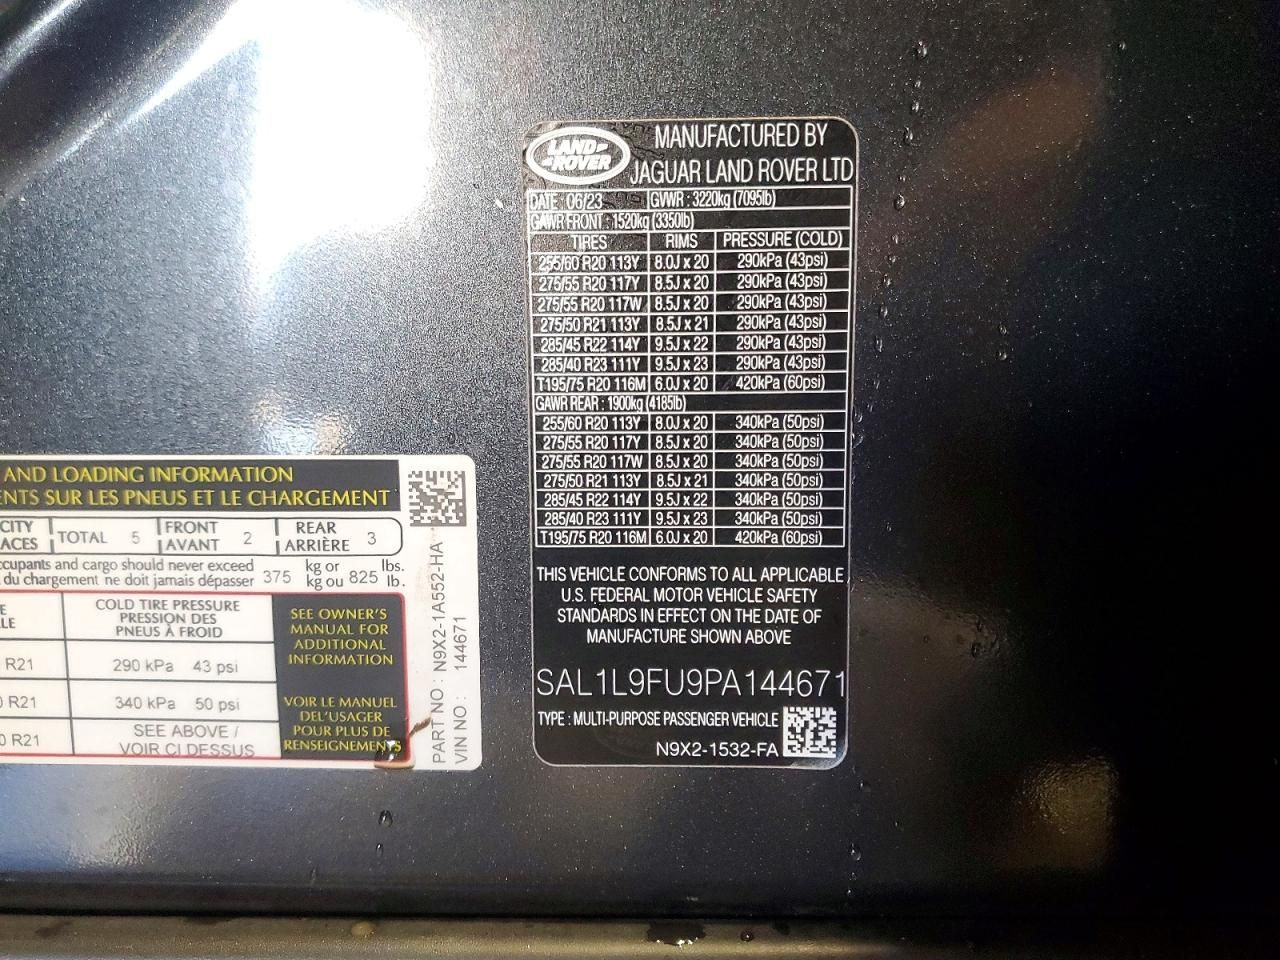 AND LOADING INFORMATION
ENTS SUR LES PNEUS ET LE CHARGEMENT
CITY
ACES
TOTAL 5
FRONT
AVANT 2
REAR
ARRIÈRE 3
ccupants and cargo should never exceed
du chargement ne doit jamais dépasser
375 kg or
kg ou 825 lbs.
lb.
E
LE
COLD TIRE PRESSURE
PRESSION DES
PNEUS À FROID
R21 290 kPa 43 psi
0 R21 340 kPa 50 psi
0 R21 SEE ABOVE /
VOIR CI DESSUS
SEE OWNER'S
MANUAL FOR
ADDITIONAL
INFORMATION
VOIR LE MANUEL
DEL'USAGER
POUR PLUS DE
RENSEIGNEMENTS
PART NO : N9X2-1A552-HA
VIN NO : 144671
LAND-
-ROVER
MANUFACTURED BY
JAGUAR LAND ROVER LTD
DATE : 06/23 GVWR : 3220kg (7095lb)
GAWR FRONT : 1520kg (3350lb)
TIRES RIMS PRESSURE (COLD)
255/60 R20 113Y 8.0J x 20 290kPa (43psi)
275/55 R20 117Y 8.5J x 20 290kPa (43psi)
275/55 R20 117W 8.5J x 20 290kPa (43psi)
275/50 R21 113Y 8.5J x 21 290kPa (43psi)
285/45 R22 114Y 9.5J x 22 290kPa (43psi)
285/40 R23 111Y 9.5J x 23 290kPa (43psi)
T195/75 R20 116M 6.0J x 20 420kPa (60psi)
GAWR REAR : 1900kg (4185lb)
255/60 R20 113Y 8.0J x 20 340kPa (50psi)
275/55 R20 117Y 8.5J x 20 340kPa (50psi)
275/55 R20 117W 8.5J x 20 340kPa (50psi)
275/50 R21 113Y 8.5J x 21 340kPa (50psi)
285/45 R22 114Y 9.5J x 22 340kPa (50psi)
285/40 R23 111Y 9.5J x 23 340kPa (50psi)
T195/75 R20 116M 6.0J x 20 420kPa (60psi)
THIS VEHICLE CONFORMS TO ALL APPLICABLE
U.S. FEDERAL MOTOR VEHICLE SAFETY
STANDARDS IN EFFECT ON THE DATE OF
MANUFACTURE SHOWN ABOVE
SAL1L9FU9PA144671
TYPE : MULTI-PURPOSE PASSENGER VEHICLE
N9X2-1532-FA